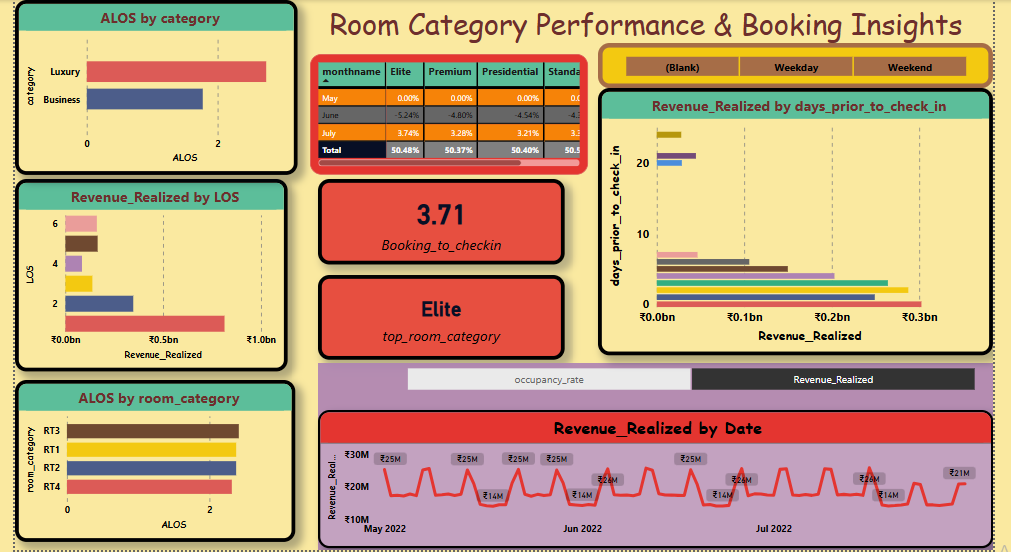 ALOS by category
category
Luxury
Business
0
2
ALOS
Room Category Performance & Booking Insights
monthname Elite Premium Presidential Standa
May 0.00% 0.00% 0.00% 0.0
June -5.24% -4.80% -4.54%
July 3.74% 3.28% 3.21% 3.3
Total 50.48% 50.37% 50.40% 50.5
(Blank) Weekday Weekend
Revenue_Realized by days_prior_to_check_in
days_prior_to_check_in
20
10
0
₹0.0bn ₹0.1bn ₹0.2bn ₹0.3bn
Revenue_Realized
Revenue_Realized by LOS
LOS
6
4
2
₹0.0bn ₹0.5bn ₹1.0bn
Revenue_Realized
3.71
Booking_to_checkin
Elite
top_room_category
ALOS by room_category
room_category
RT3
RT1
RT2
RT4
0 2
ALOS
occupancy_rate Revenue_Realized
Revenue_Realized by Date
Revenue_Real...
₹30M
₹20M
₹10M
₹25M ₹25M ₹25M ₹25M ₹26M ₹25M ₹26M ₹26M ₹21M
₹14M ₹14M ₹14M ₹14M
May 2022 Jun 2022 Jul 2022